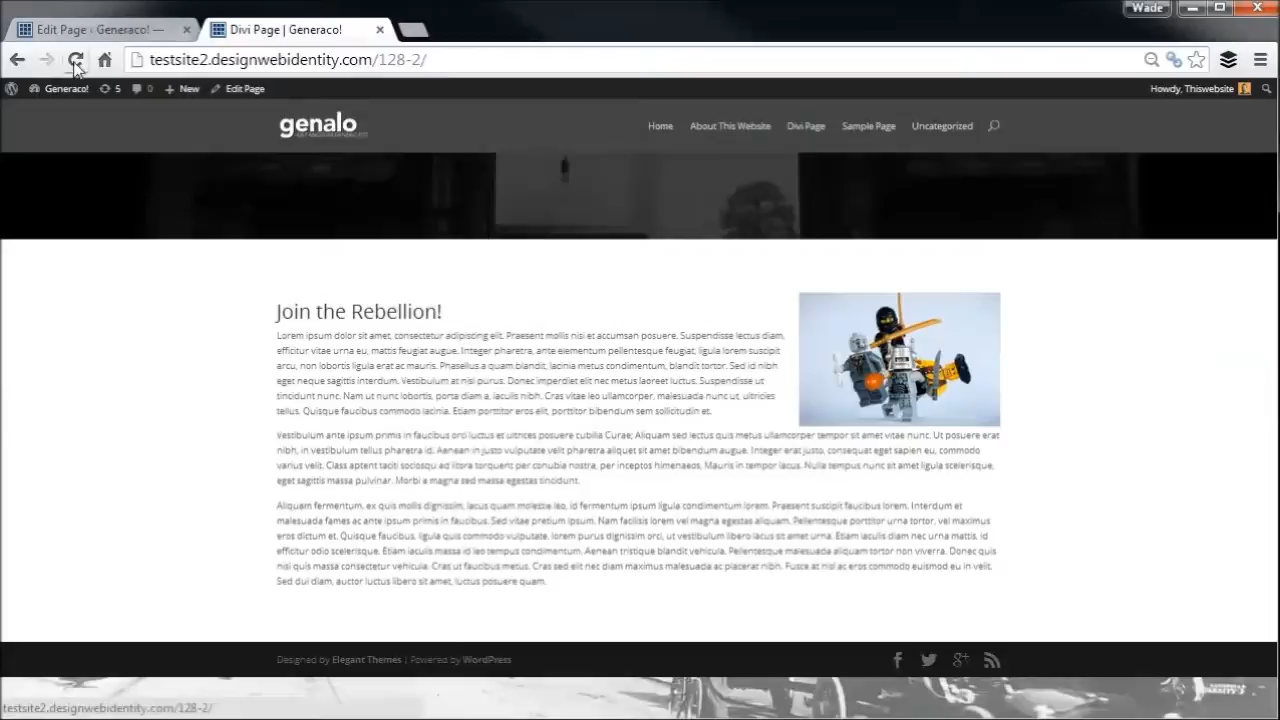 Wade
Edit Page ‹ Generaco! —
Divi Page | Generaco!
testsite2.designwebidentity.com/128-2/
Generaco! 5 0 New Edit Page
Howdy, Thiswebsite
genalo
Home About This Website Divi Page Sample Page Uncategorized
Join the Rebellion!
Lorem ipsum dolor sit amet, consectetur adipiscing elit. Praesent mollis nisi et accumsan posuere. Suspendisse lectus diam,
efficitur vitae urna eu, mattis feugiat augue. Integer pharetra, ante elementum pellentesque feugiat, ligula lorem suscipit
arcu, non lobortis ligula erat ac mauris. Phasellus a quam blandit, lacinia metus condimentum, blandit tortor. Sed id nibh
eget neque sagittis interdum. Vestibulum at nisi purus. Donec imperdiet elit nec metus laoreet luctus. Suspendisse ut
tincidunt nunc. Nam ut nunc lobortis, porta diam a, iaculis nibh. Cras vitae leo ullamcorper, malesuada nunc ut, ultricies
tellus. Quisque faucibus commodo lacinia. Etiam porttitor eros elit, porttitor bibendum sem sollicitudin et.
Vestibulum ante ipsum primis in faucibus orci luctus et ultrices posuere cubilia Curae; Aliquam sed lectus quis metus ullamcorper tempor sit amet vitae nunc. Ut posuere erat
nibh, in vestibulum tellus pharetra id. Aenean in justo vulputate velit pharetra aliquet sit amet bibendum augue. Integer erat justo, consequat eget sapien eu, commodo
varius velit. Class aptent taciti sociosqu ad litora torquent per conubia nostra, per inceptos himenaeos. Mauris in tempor lacus. Nulla tempus nunc sit amet ligula scelerisque,
eget sagittis massa pulvinar. Morbi a magna sed massa egestas tincidunt.
Aliquam fermentum, ex quis mollis dignissim, lacus quam molestie leo, id fermentum ipsum ligula condimentum lorem. Praesent suscipit faucibus lorem. Interdum et
malesuada fames ac ante ipsum primis in faucibus. Sed vitae pretium ipsum. Nam facilisis lorem vel magna egestas aliquam. Pellentesque porttitor urna tortor, vel maximus
eros dictum et. Quisque faucibus, ligula quis commodo vulputate, lorem purus dignissim orci, ut vestibulum libero lacus sit amet urna. Etiam iaculis diam nec urna mattis, id
efficitur odio scelerisque. Etiam iaculis massa id leo tempus condimentum. Aenean tristique blandit vehicula. Pellentesque malesuada aliquam tortor non viverra. Donec quis
nisi quis massa consectetur vehicula. Cras ut faucibus metus. Cras sed elit nec diam maximus malesuada ac placerat nibh. Fusce at nisl ac eros commodo euismod eu in velit.
Sed dui diam, auctor luctus libero sit amet, luctus posuere quam.
Designed by Elegant Themes | Powered by WordPress
testsite2.designwebidentity.com/128-2/